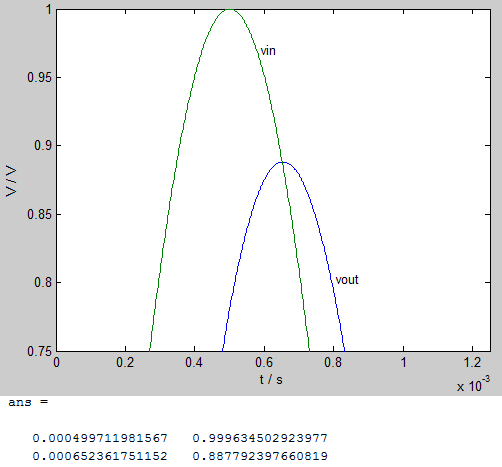 1
vin
0.95
0.9
V / V
0.85
0.8
vout
0.75
0 0.2 0.4 0.6 0.8 1 1.2
t / s
x 10^-3
ans =
0.000499711981567 0.999634502923977
0.000652361751152 0.887792397660819